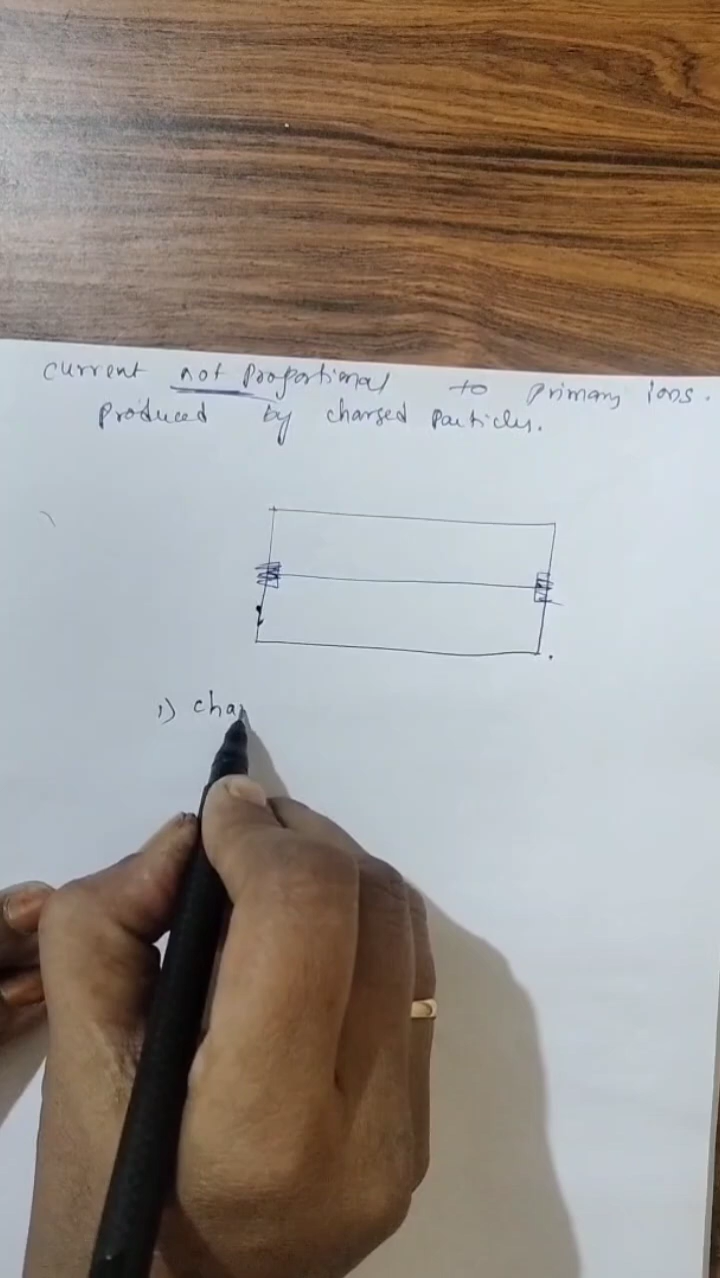 current not proportional to primary ions.
produced by charged particles.
1) cha